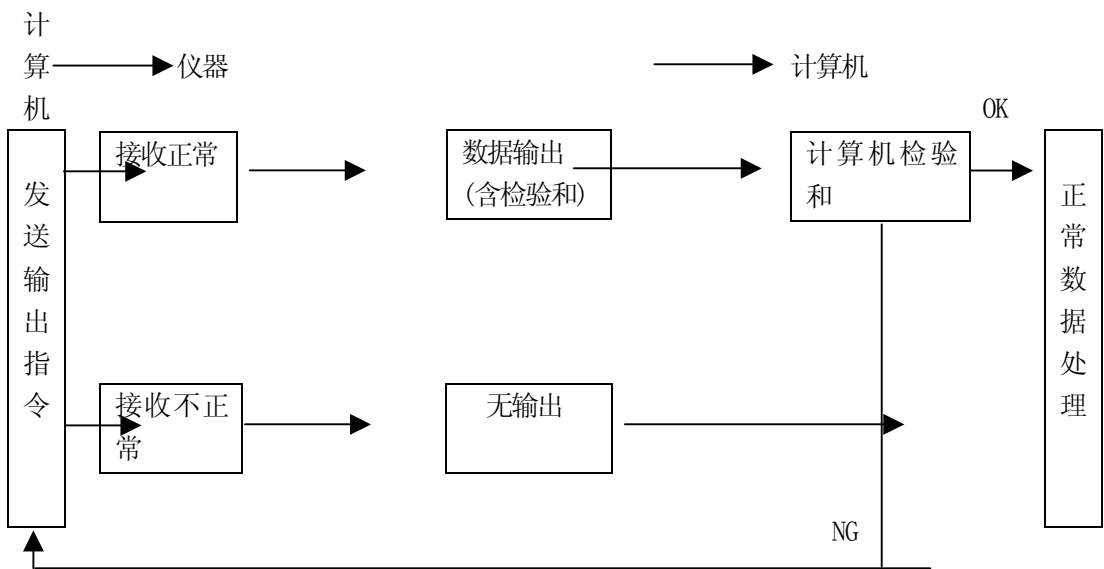 计
算
机
仪器
计算机
OK
发
送
输
出
指
令
接收正常
数据输出
(含检验和)
计算机检验
和
正
常
数
据
处
理
接收不正
常
无输出
NG